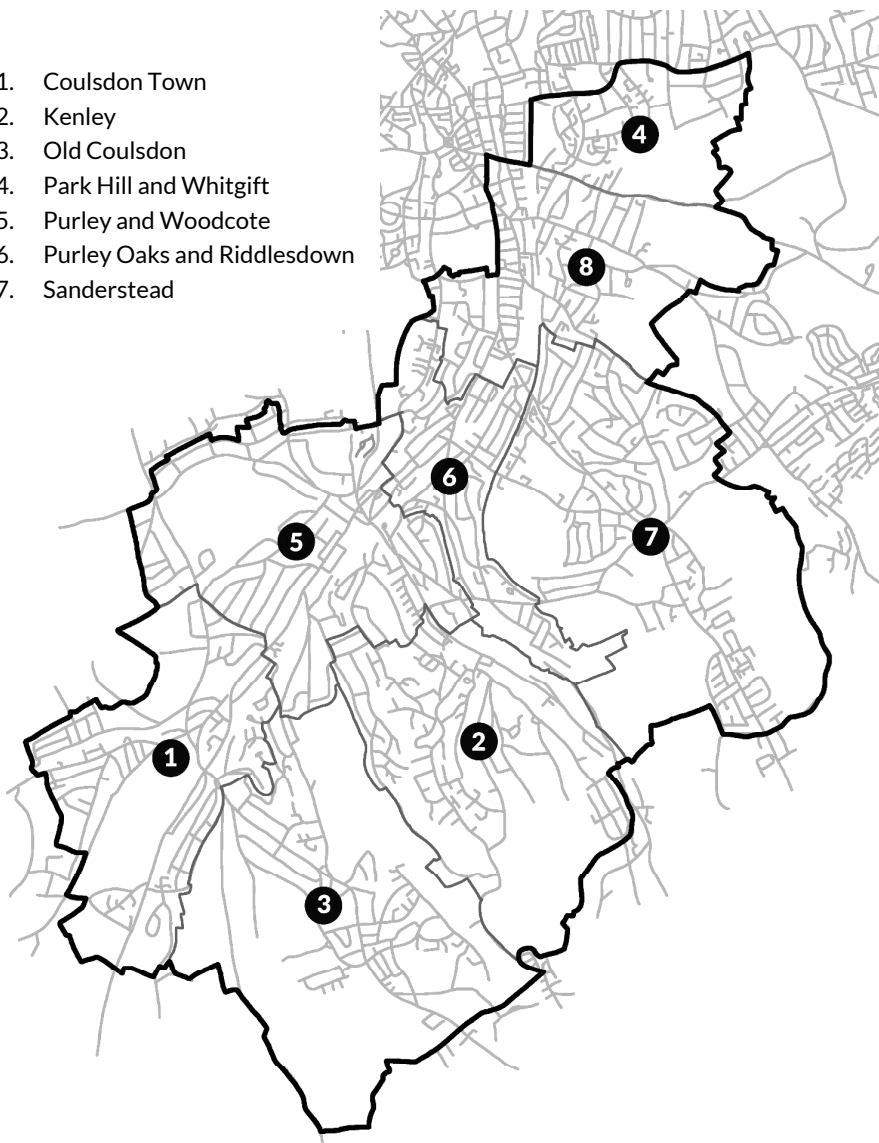 1. Coulsdon Town
2. Kenley
3. Old Coulsdon
4. Park Hill and Whitgift
5. Purley and Woodcote
6. Purley Oaks and Riddlesdown
7. Sanderstead
4
8
6
5
7
2
1
3